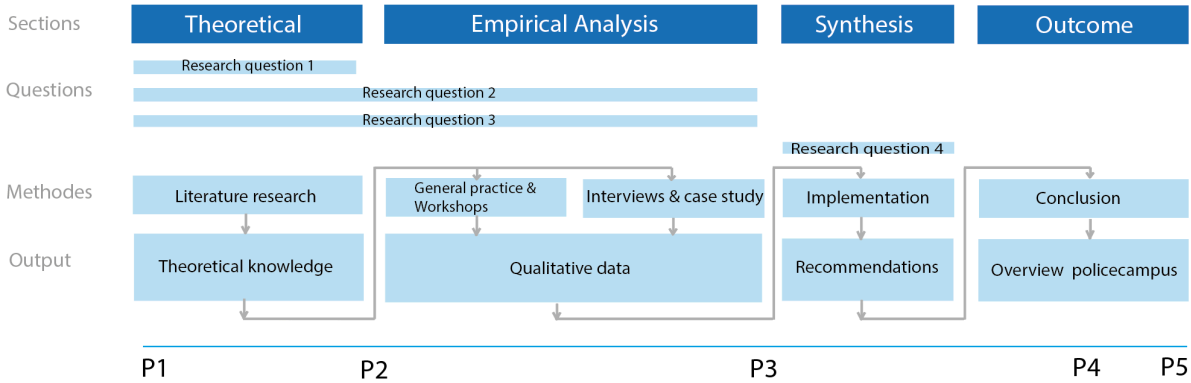 Sections
Theoretical
Empirical Analysis
Synthesis
Outcome
Questions
Research question 1
Research question 2
Research question 3
Research question 4
Methodes
Literature research
General practice &
Workshops
Interviews & case study
Implementation
Conclusion
Output
Theoretical knowledge
Qualitative data
Recommendations
Overview policecampus
P1
P2
P3
P4
P5